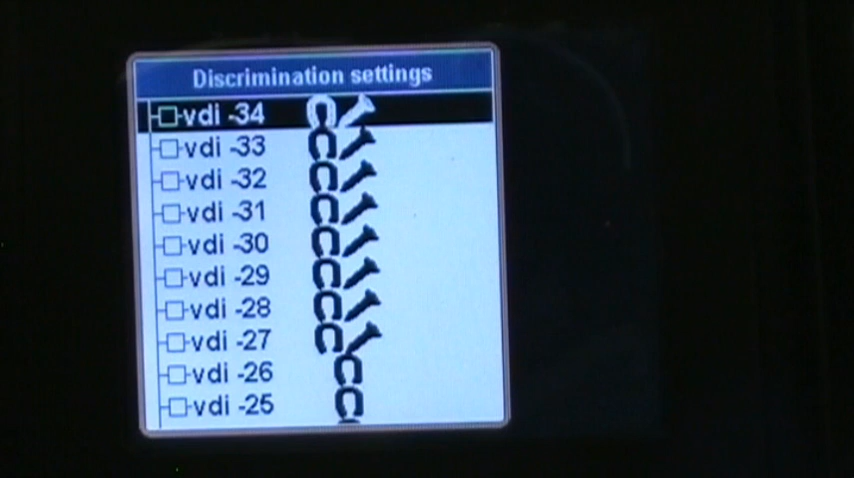 Discrimination settings
vdi -34
vdi -33
vdi -32
vdi -31
vdi -30
vdi -29
vdi -28
vdi -27
vdi -26
vdi -25